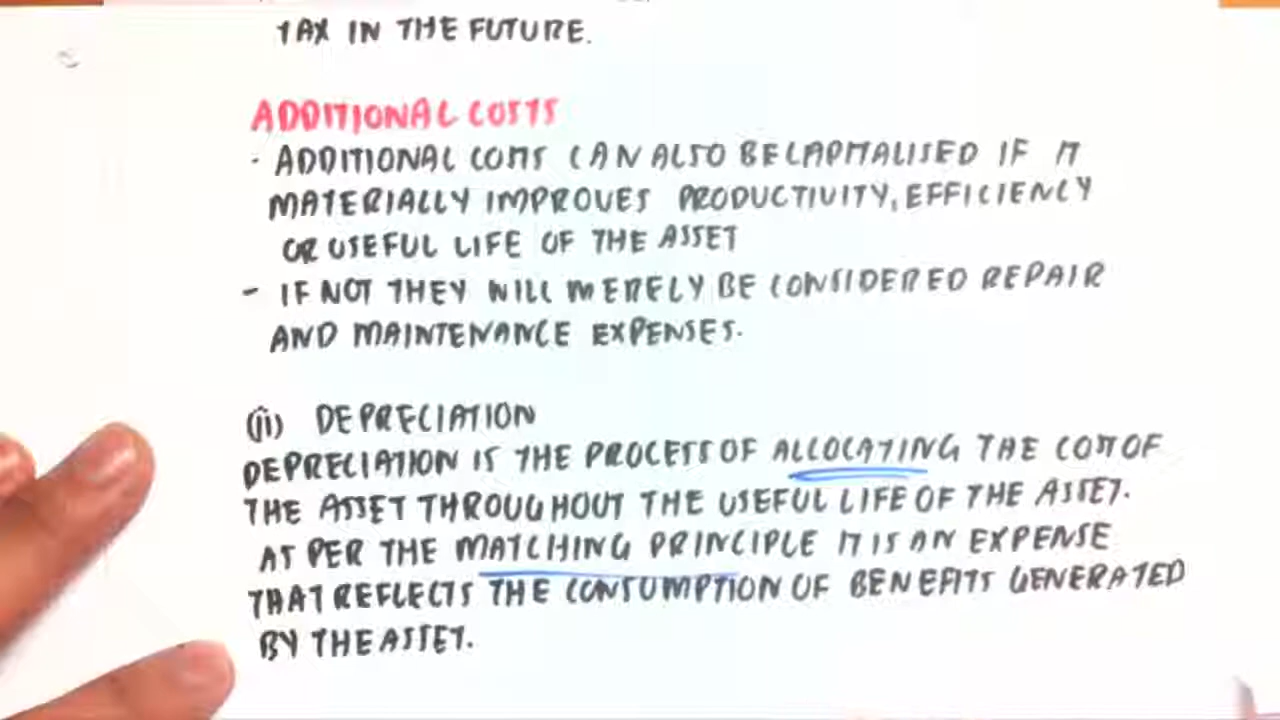 TAX IN THE FUTURE.
ADDITIONAL COSTS
· ADDITIONAL COSTS CAN ALSO BE CAPITALISED IF IT
MATERIALLY IMPROVES PRODUCTIVITY, EFFICIENCY
OR USEFUL LIFE OF THE ASSET
- IF NOT THEY WILL MERELY BE CONSIDERED REPAIR
AND MAINTENANCE EXPENSES.
(ii) DEPRECIATION
DEPRECIATION IS THE PROCESS OF ALLOCATING THE COST OF
THE ASSET THROUGHOUT THE USEFUL LIFE OF THE ASSET.
AS PER THE MATCHING PRINCIPLE IT IS AN EXPENSE
THAT REFLECTS THE CONSUMPTION OF BENEFITS GENERATED
BY THE ASSET.